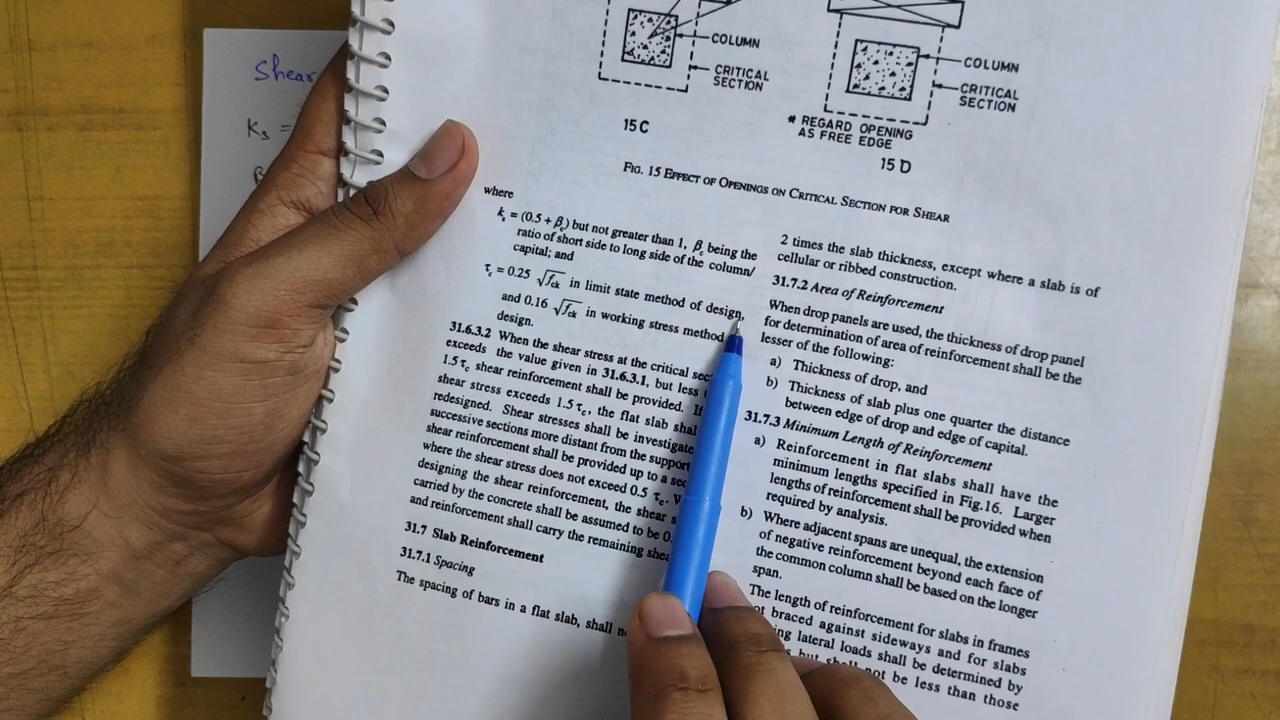 Shear
Ks =
COLUMN
CRITICAL
SECTION
15 C
COLUMN
CRITICAL
SECTION
* REGARD OPENING
AS FREE EDGE
15 D
FIG. 15 EFFECT OF OPENINGS ON CRITICAL SECTION FOR SHEAR
where
ks = (0.5 + βc) but not greater than 1, βc being the
ratio of short side to long side of the column/
capital; and
τc = 0.25 √fck in limit state method of design,
and 0.16 √fck in working stress method
design.
31.6.3.2 When the shear stress at the critical
exceeds the value given in 31.6.3.1, but less
1.5 τc shear reinforcement shall be provided. If
shear stress exceeds 1.5 τc, the flat slab
redesigned. Shear stresses shall be
successive sections more distant from the support
shear reinforcement shall be provided up to a
where the shear stress does not exceed 0.5 τc.
designing the shear reinforcement, the shear
carried by the concrete shall be assumed to be
and reinforcement shall carry the remaining
31.7 Slab Reinforcement
31.7.1 Spacing
The spacing of bars in a flat slab, shall
2 times the slab thickness, except where a slab is of
cellular or ribbed construction.
31.7.2 Area of Reinforcement
When drop panels are used, the thickness of drop panel
for determination of area of reinforcement shall be the
lesser of the following:
a) Thickness of drop, and
b) Thickness of slab plus one quarter the distance
between edge of drop and edge of capital.
31.7.3 Minimum Length of Reinforcement
a) Reinforcement in flat slabs shall have the
minimum lengths specified in Fig.16. Larger
lengths of reinforcement shall be provided when
required by analysis.
b) Where adjacent spans are unequal, the extension
of negative reinforcement beyond each face of
the common column shall be based on the longer
span.
The length of reinforcement for slabs in frames
braced against sideways and for slabs
lateral loads shall be determined by
but shall not be less than those